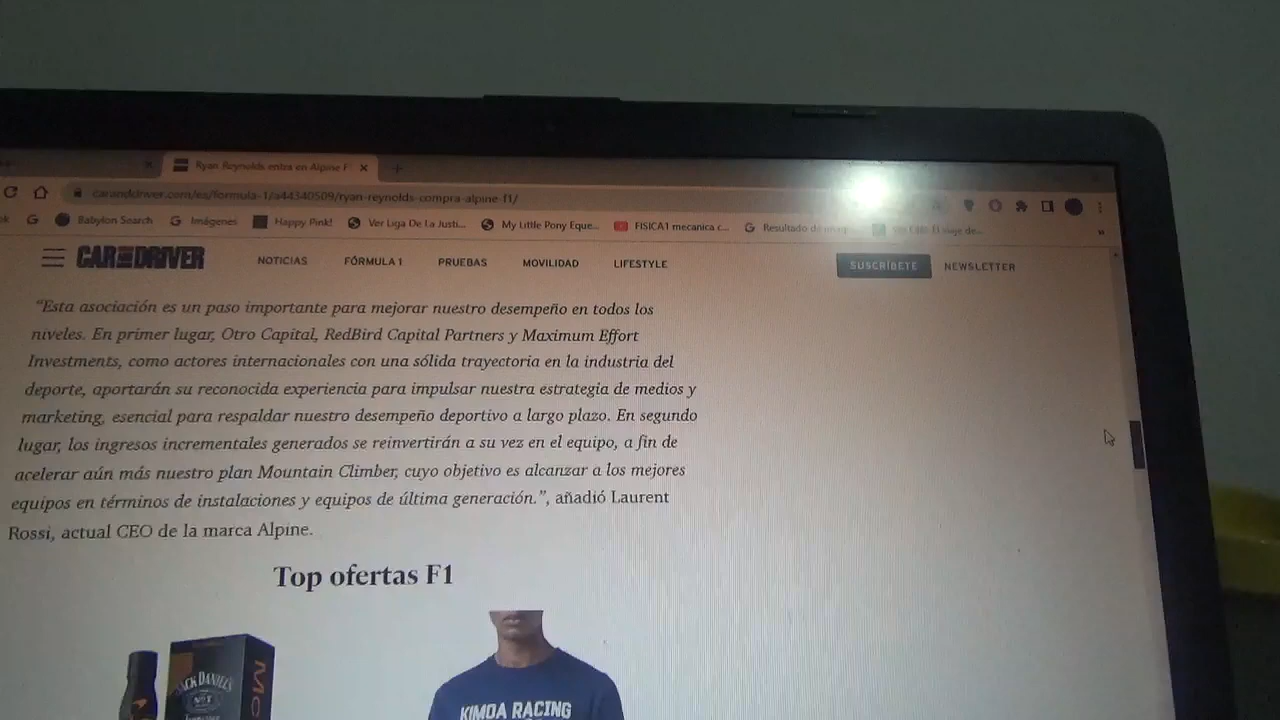 Ryan Reynolds entra en Alpine F
caranddriver.com/es/formula-1/a44340509/ryan-reynolds-compra-alpine-f1/
Babylon Search Imágenes Happy Pink! Ver Liga De La Justi... My Little Pony Eque... FISICA1 mecanica c... Resultado de
CAR AND DRIVER NOTICIAS FÓRMULA 1 PRUEBAS MOVILIDAD LIFESTYLE SUSCRÍBETE NEWSLETTER
“Esta asociación es un paso importante para mejorar nuestro desempeño en todos los
niveles. En primer lugar, Otro Capital, RedBird Capital Partners y Maximum Effort
Investments, como actores internacionales con una sólida trayectoria en la industria del
deporte, aportarán su reconocida experiencia para impulsar nuestra estrategia de medios y
marketing, esencial para respaldar nuestro desempeño deportivo a largo plazo. En segundo
lugar, los ingresos incrementales generados se reinvertirán a su vez en el equipo, a fin de
acelerar aún más nuestro plan Mountain Climber, cuyo objetivo es alcanzar a los mejores
equipos en términos de instalaciones y equipos de última generación.”, añadió Laurent
Rossi, actual CEO de la marca Alpine.
Top ofertas F1
JACK DANIEL'S
KIMOA RACING